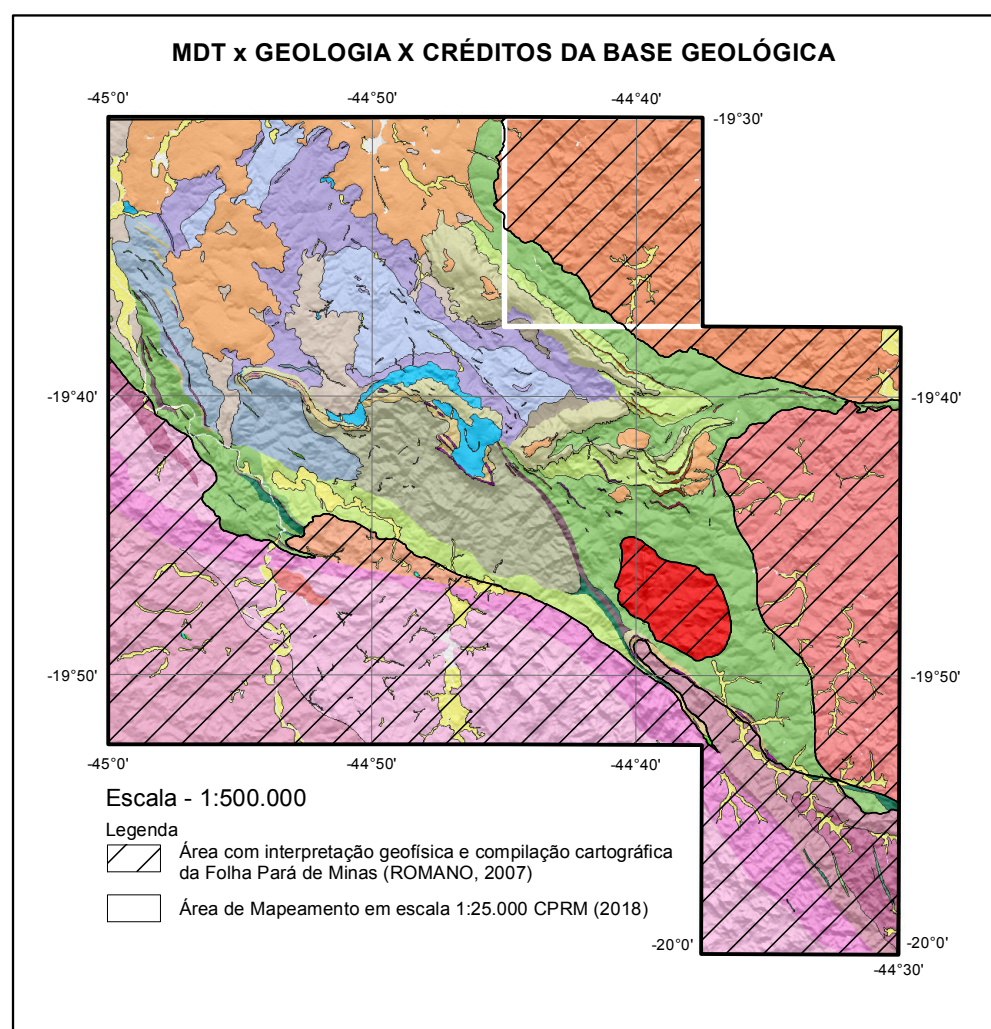 MDT x GEOLOGIA X CRÉDITOS DA BASE GEOLÓGICA
-45°0' -44°50' -44°40'
-19°30'
-19°40' -19°40'
-19°50' -19°50'
-45°0' -44°50' -44°40'
Escala - 1:500.000
Legenda
Área com interpretação geofísica e compilação cartográfica
da Folha Pará de Minas (ROMANO, 2007)
Área de Mapeamento em escala 1:25.000 CPRM (2018)
-20°0' -20°0'
-44°30'